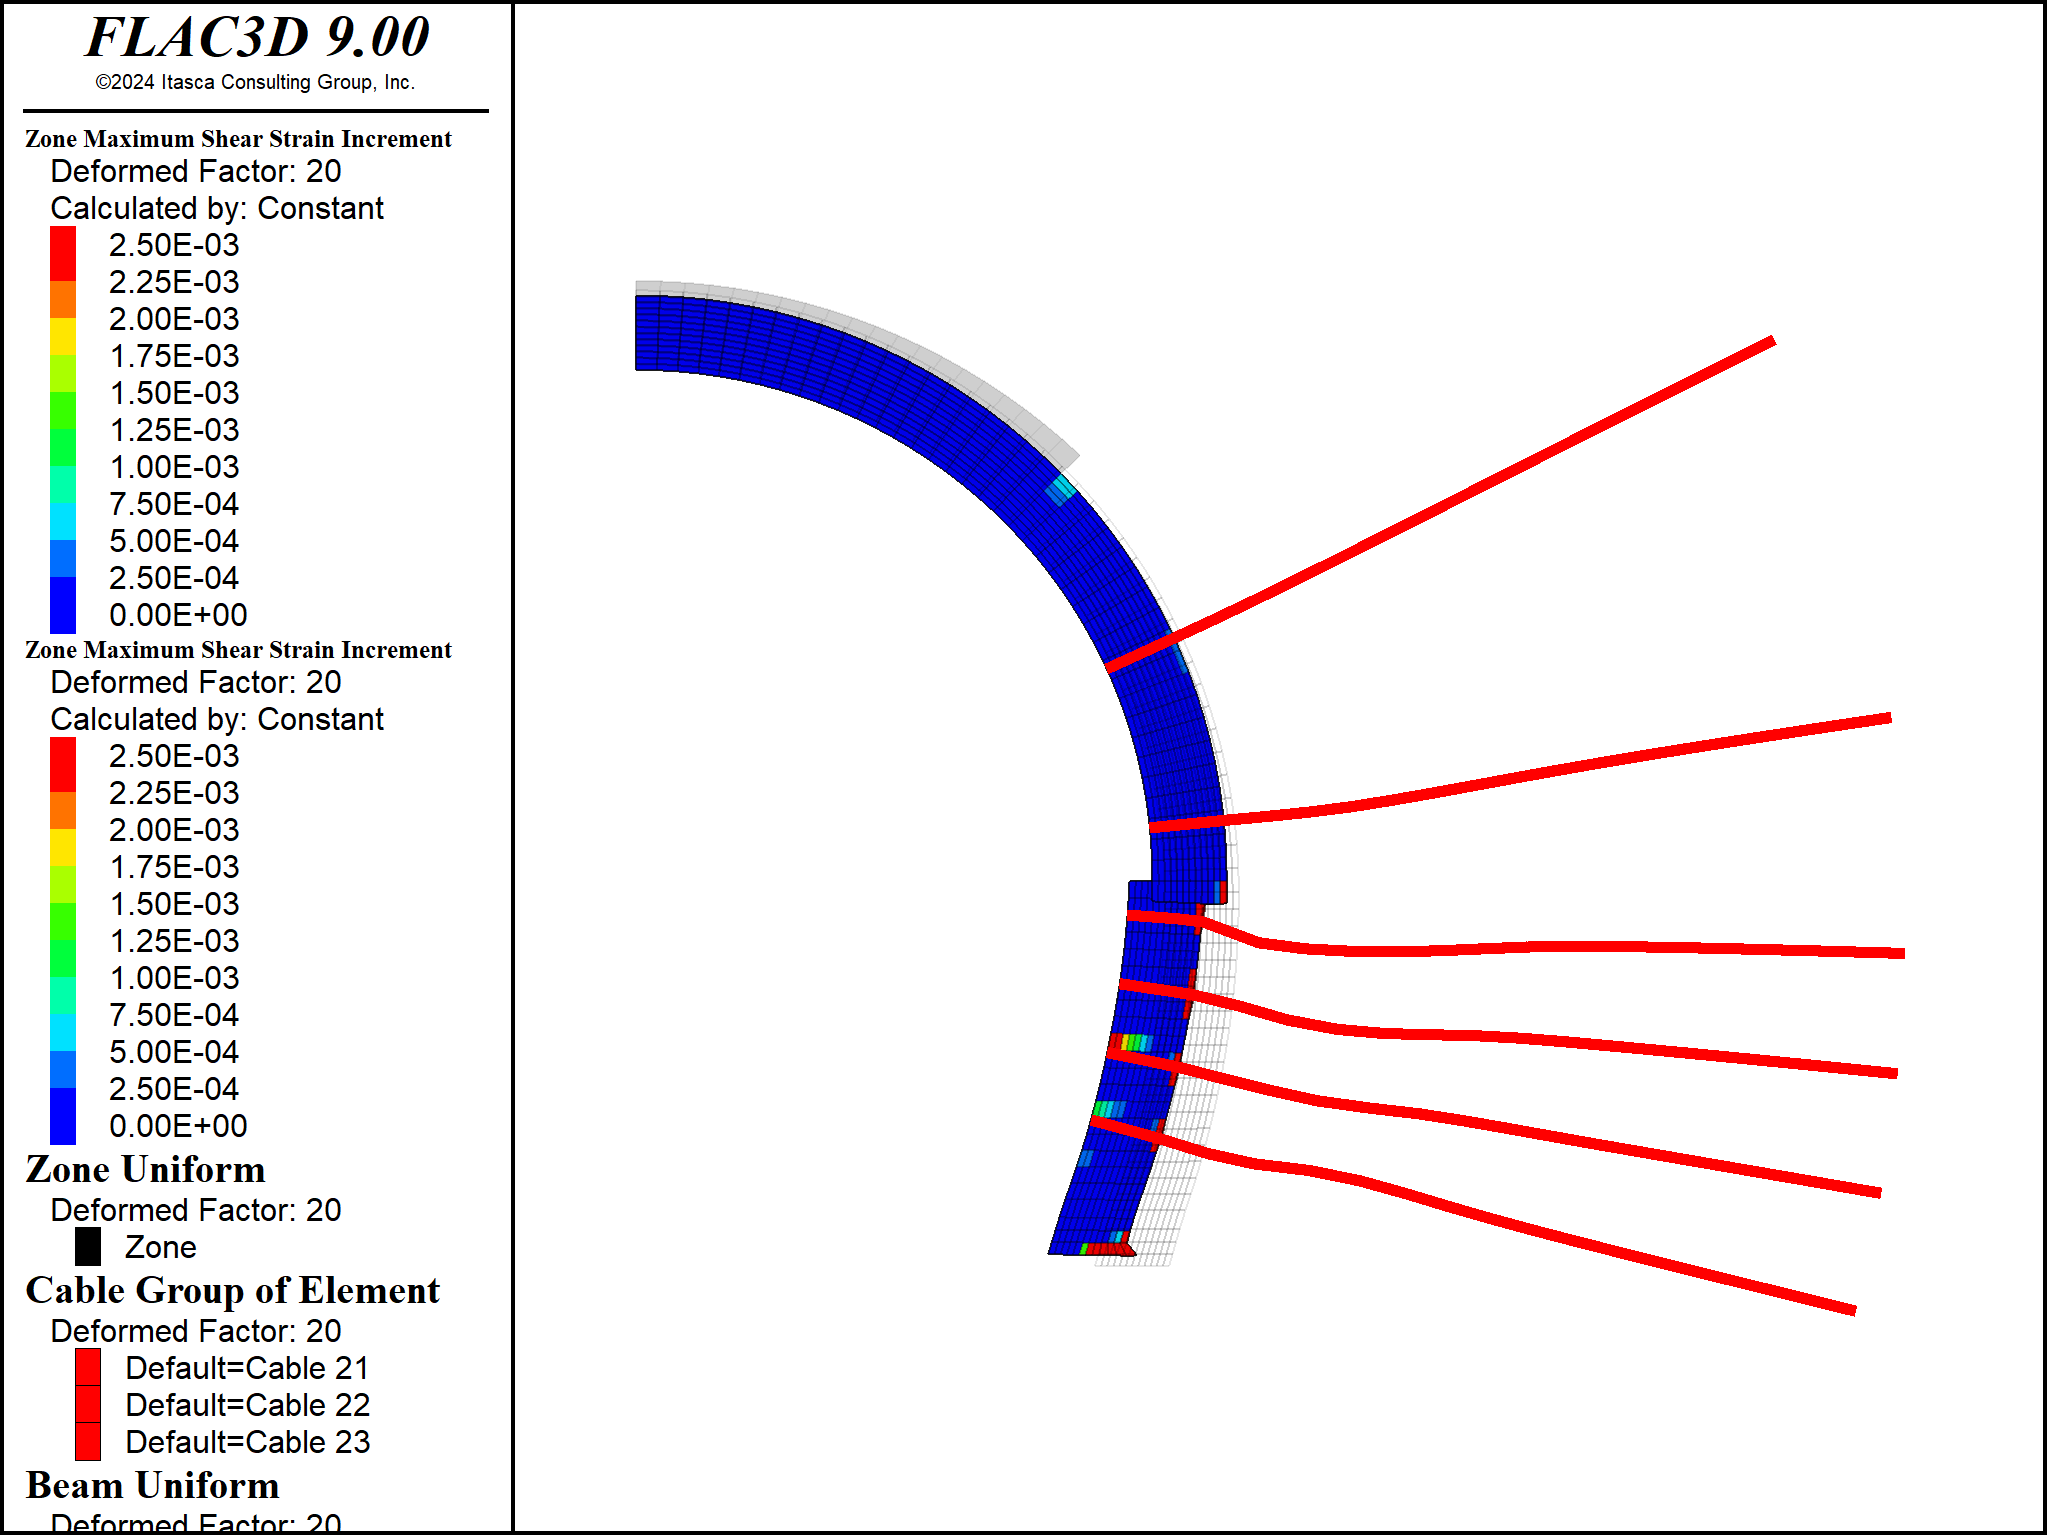 FLAC3D 9.00
©2024 Itasca Consulting Group, Inc.
Zone Maximum Shear Strain Increment
Deformed Factor: 20
Calculated by: Constant
2.50E-03
2.25E-03
2.00E-03
1.75E-03
1.50E-03
1.25E-03
1.00E-03
7.50E-04
5.00E-04
2.50E-04
0.00E+00
Zone Maximum Shear Strain Increment
Deformed Factor: 20
Calculated by: Constant
2.50E-03
2.25E-03
2.00E-03
1.75E-03
1.50E-03
1.25E-03
1.00E-03
7.50E-04
5.00E-04
2.50E-04
0.00E+00
Zone Uniform
Deformed Factor: 20
Zone
Cable Group of Element
Deformed Factor: 20
Default=Cable 21
Default=Cable 22
Default=Cable 23
Beam Uniform
Deformed Factor: 20